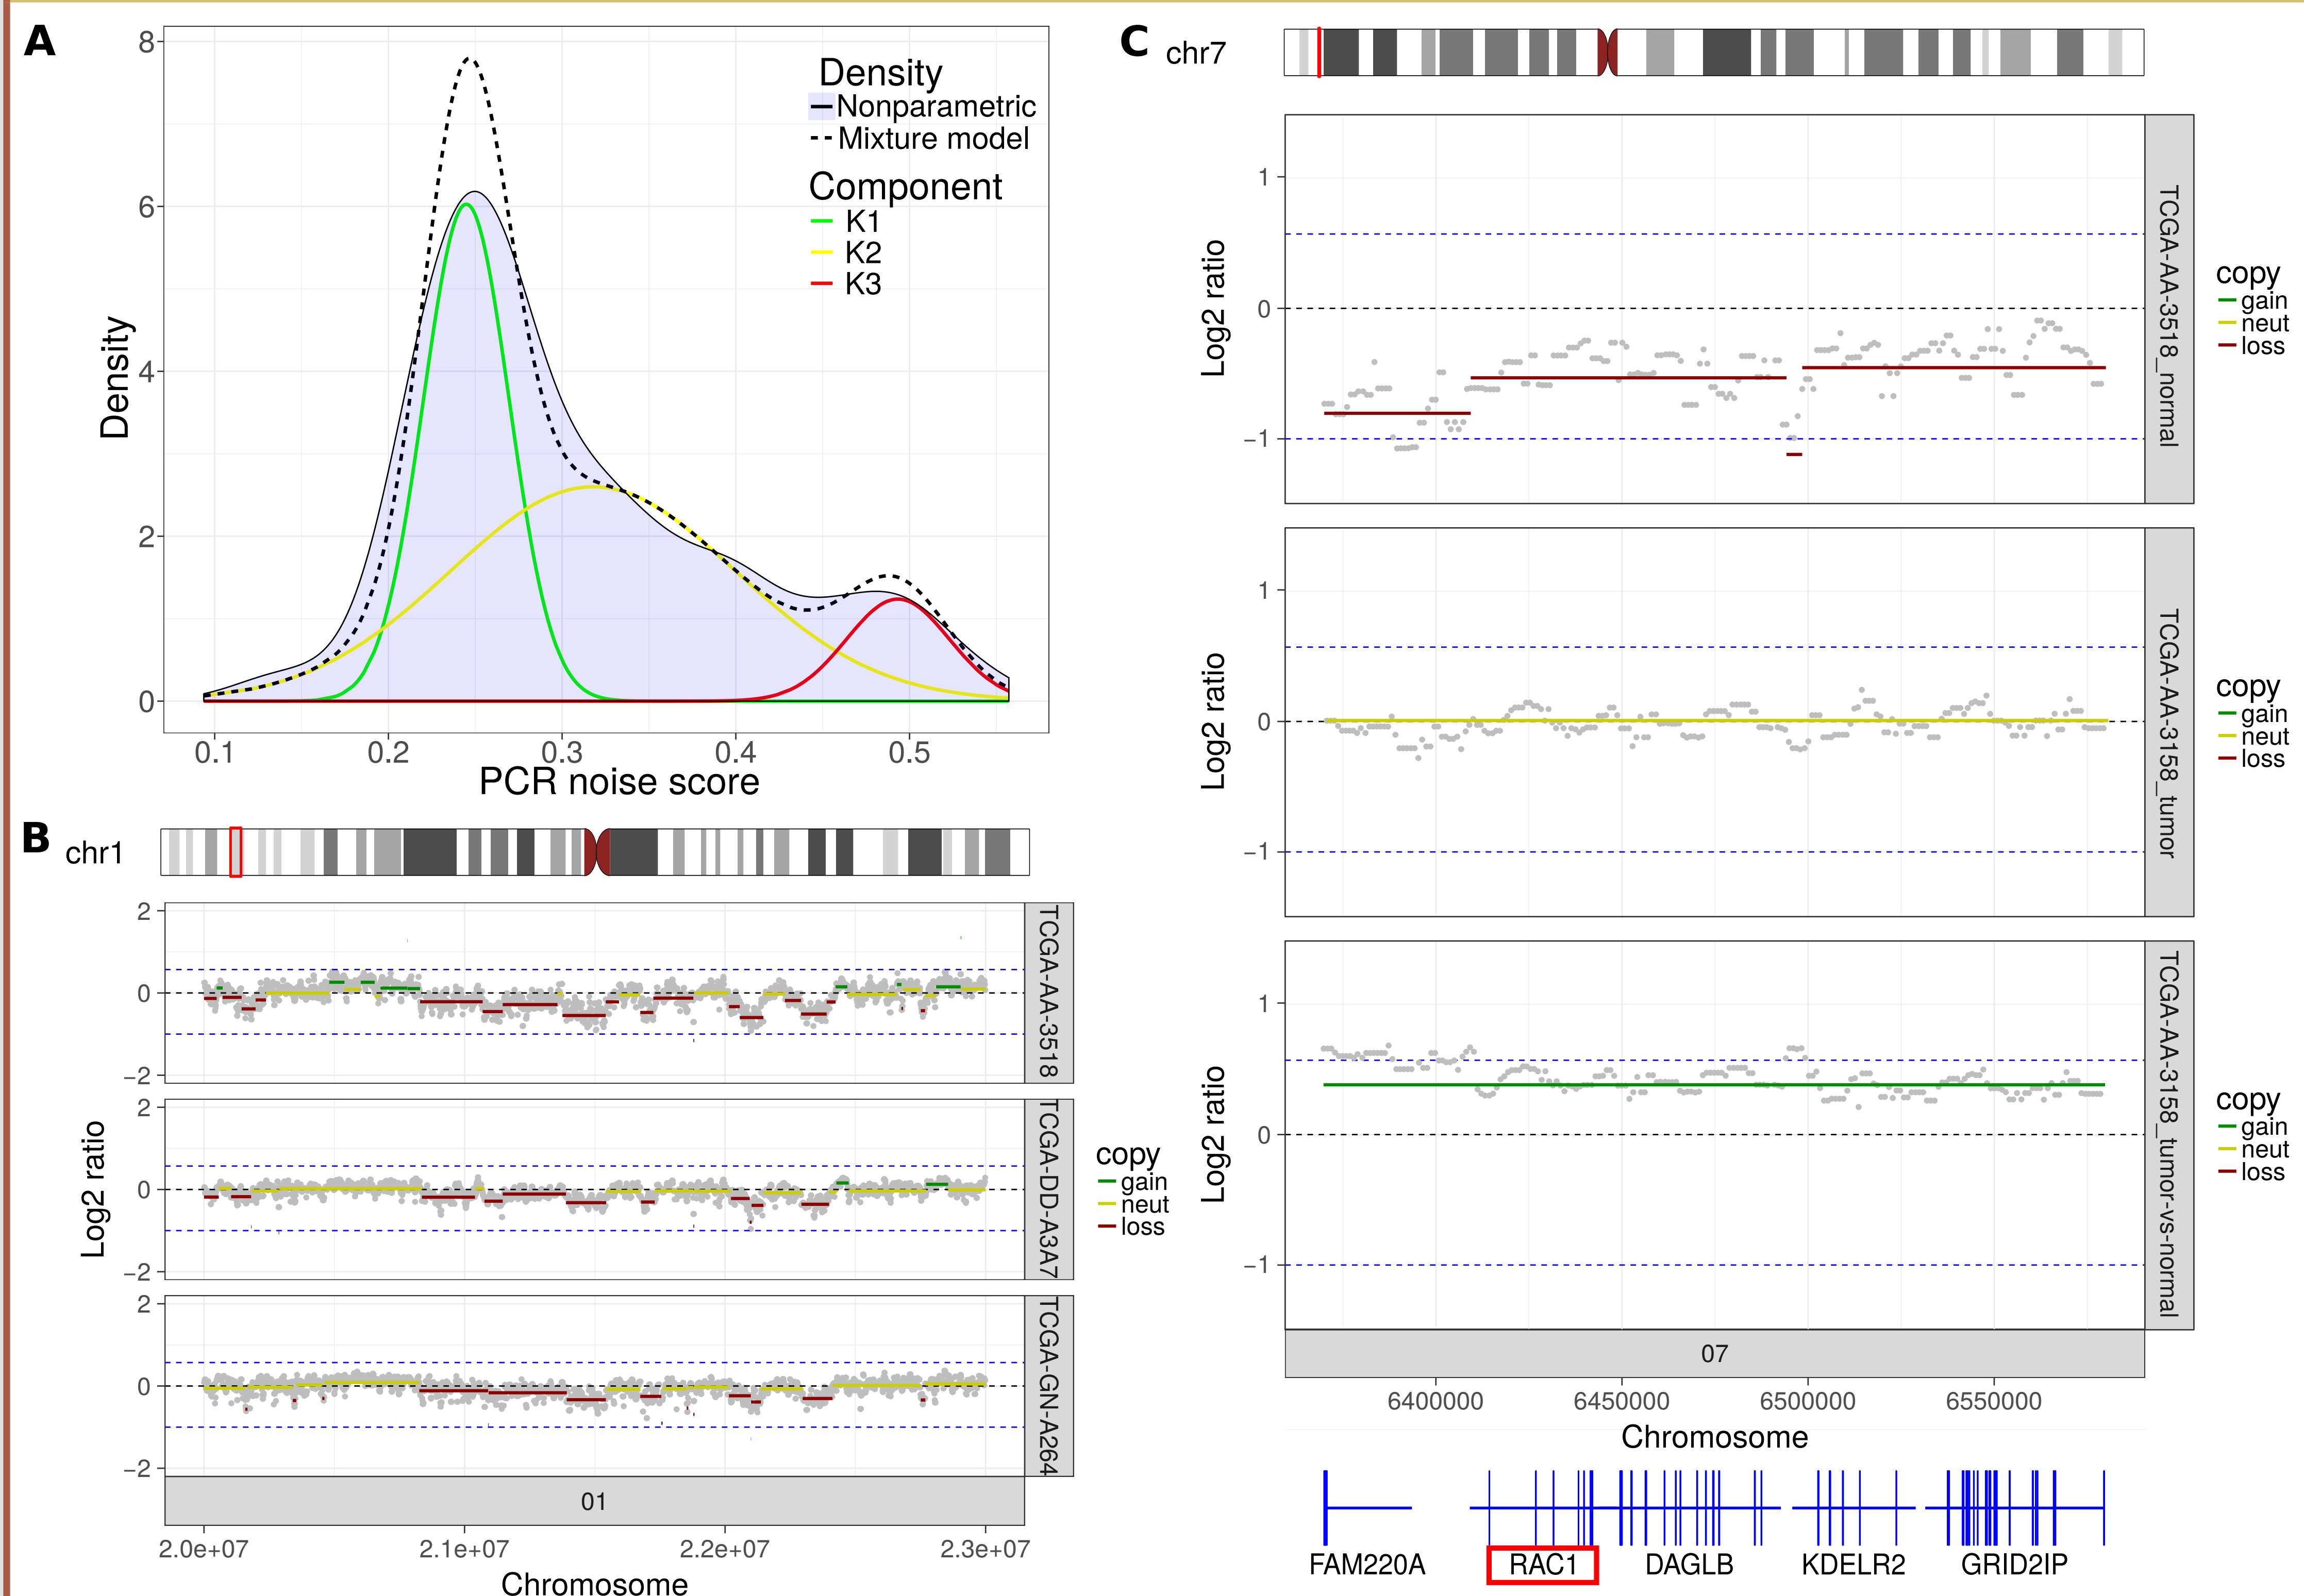 A
8
6
4
2
0
Density
0.1 0.2 0.3 0.4 0.5
PCR noise score
Density
Nonparametric
Mixture model
Component
K1
K2
K3
B
chr1
2
0
−2
TCGA-AA-3518
2
0
−2
TCGA-DD-A3A7
2
0
−2
TCGA-GN-A264
Log2 ratio
01
2.0e+07 2.1e+07 2.2e+07 2.3e+07
Chromosome
copy
gain
neut
loss
C
chr7
1
0
−1
Log2 ratio
TCGA-AA-3518_normal
copy
gain
neut
loss
1
0
−1
Log2 ratio
TCGA-AA-3158_tumor
copy
gain
neut
loss
1
0
−1
Log2 ratio
TCGA-AA-3158_tumor-vs-normal
copy
gain
neut
loss
07
6400000 6450000 6500000 6550000
Chromosome
FAM220A RAC1 DAGLB KDELR2 GRID2IP